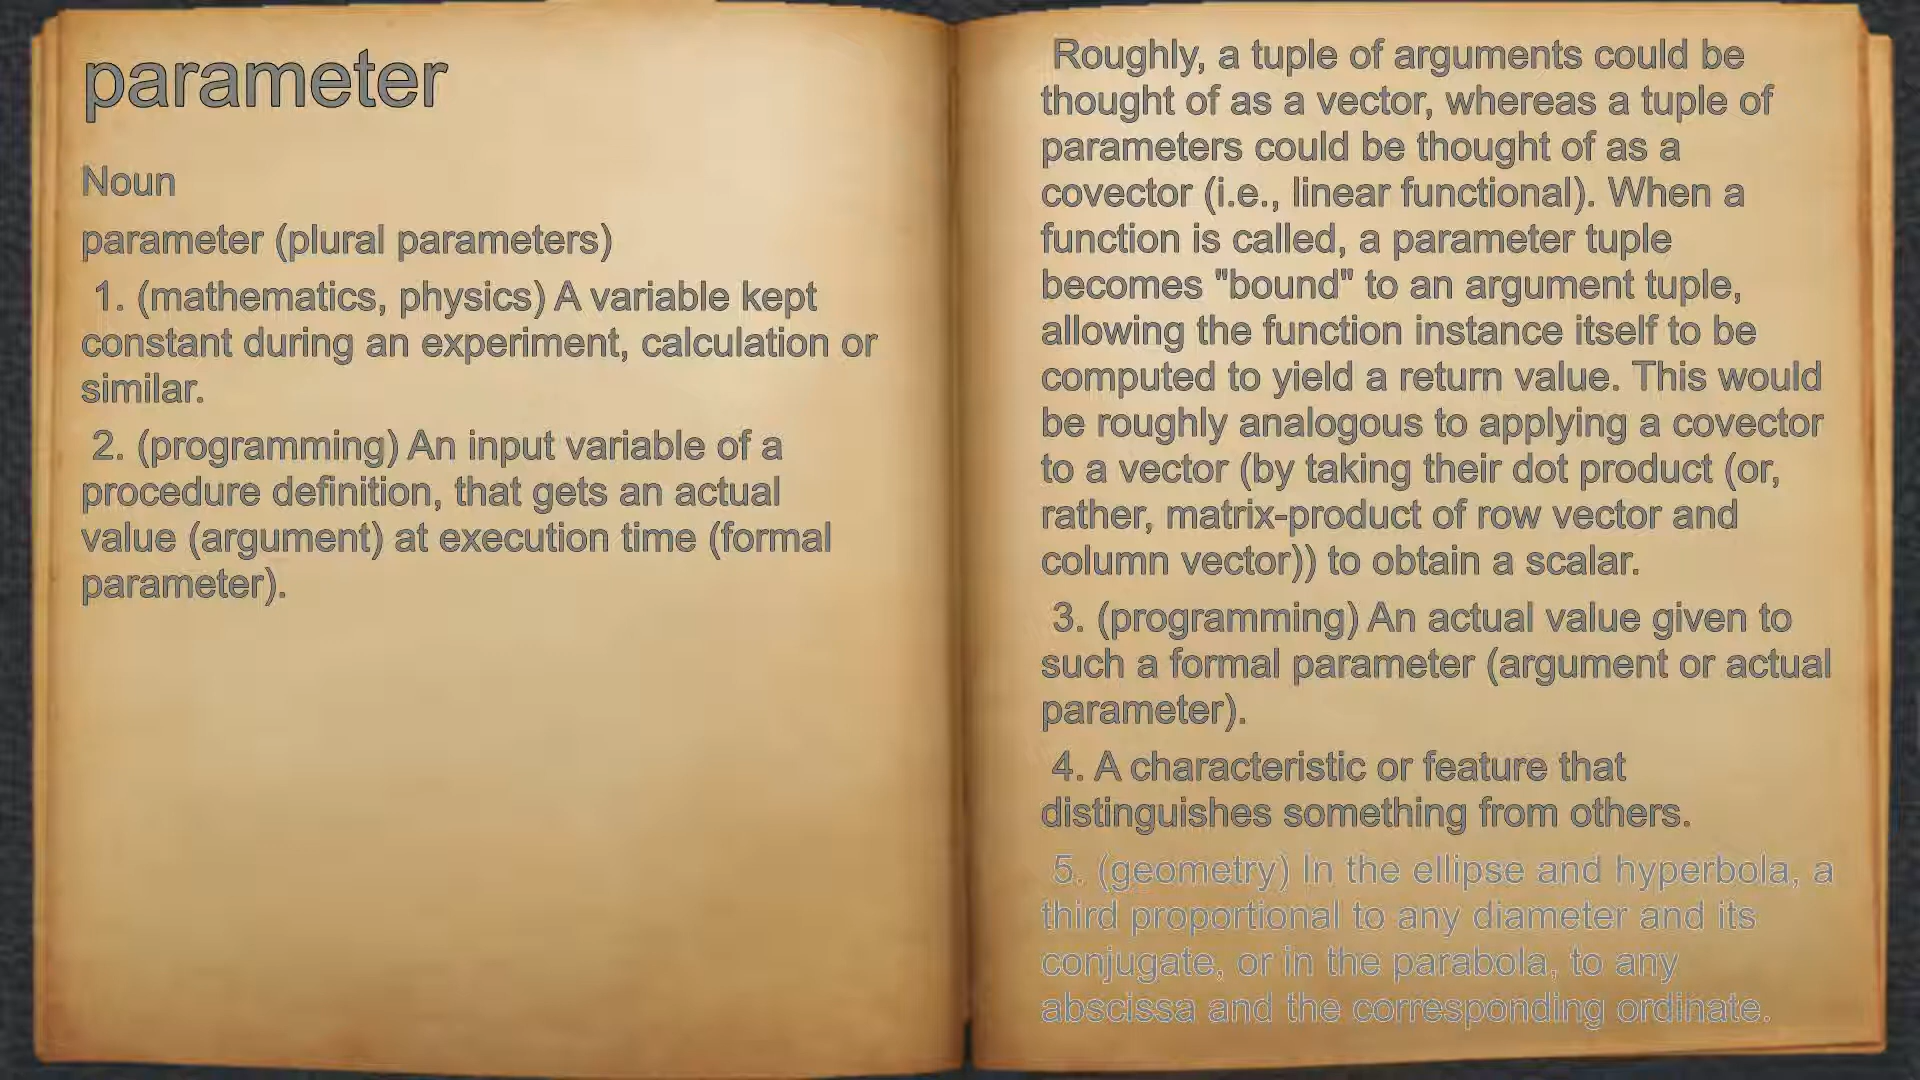 parameter
Noun
parameter (plural parameters)
1. (mathematics, physics) A variable kept
constant during an experiment, calculation or
similar.
2. (programming) An input variable of a
procedure definition, that gets an actual
value (argument) at execution time (formal
parameter).
Roughly, a tuple of arguments could be
thought of as a vector, whereas a tuple of
parameters could be thought of as a
covector (i.e., linear functional). When a
function is called, a parameter tuple
becomes "bound" to an argument tuple,
allowing the function instance itself to be
computed to yield a return value. This would
be roughly analogous to applying a covector
to a vector (by taking their dot product (or,
rather, matrix-product of row vector and
column vector)) to obtain a scalar.
3. (programming) An actual value given to
such a formal parameter (argument or actual
parameter).
4. A characteristic or feature that
distinguishes something from others.
5. (geometry) In the ellipse and hyperbola, a
third proportional to any diameter and its
conjugate, or in the parabola, to any
abscissa and the corresponding ordinate.